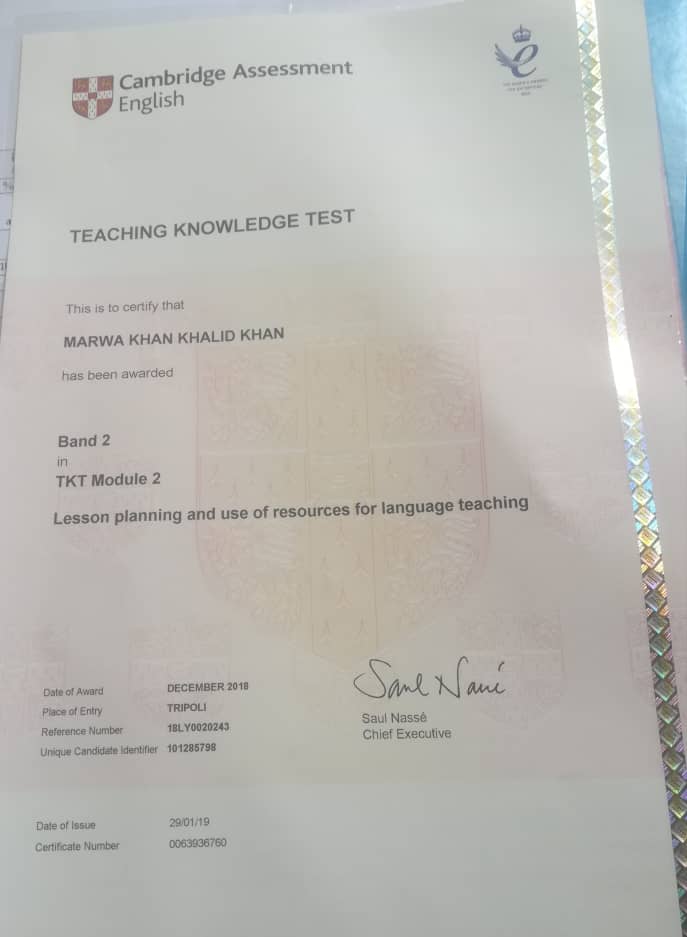 Cambridge Assessment
English
TEACHING KNOWLEDGE TEST
This is to certify that
MARWA KHAN KHALID KHAN
has been awarded
Band 2
in
TKT Module 2
Lesson planning and use of resources for language teaching
Date of Award DECEMBER 2018
Place of Entry TRIPOLI
Reference Number 18LY0020243
Unique Candidate Identifier 101285798
Saul Nassé
Saul Nassé
Chief Executive
Date of Issue 29/01/19
Certificate Number 0063936760